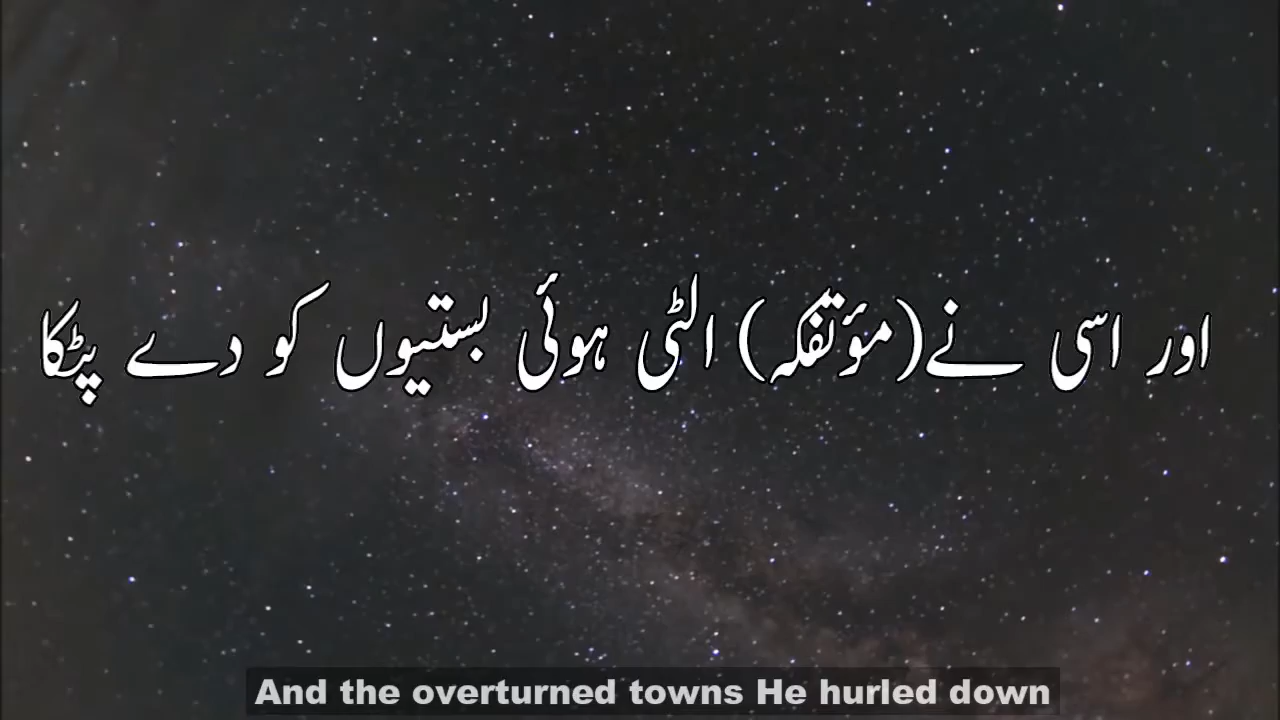 اور اسی نے(مؤتفکہ) الٹی ہوئی بستیوں کو دے پٹکا
And the overturned towns He hurled down